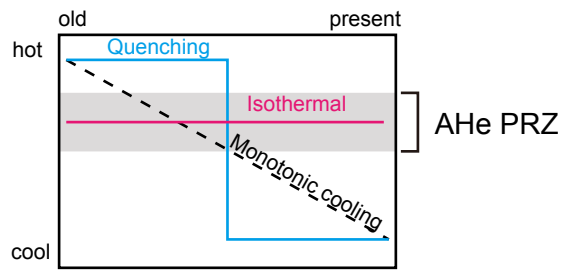 old
present
hot
Quenching
Isothermal
AHe PRZ
Monotonic cooling
cool